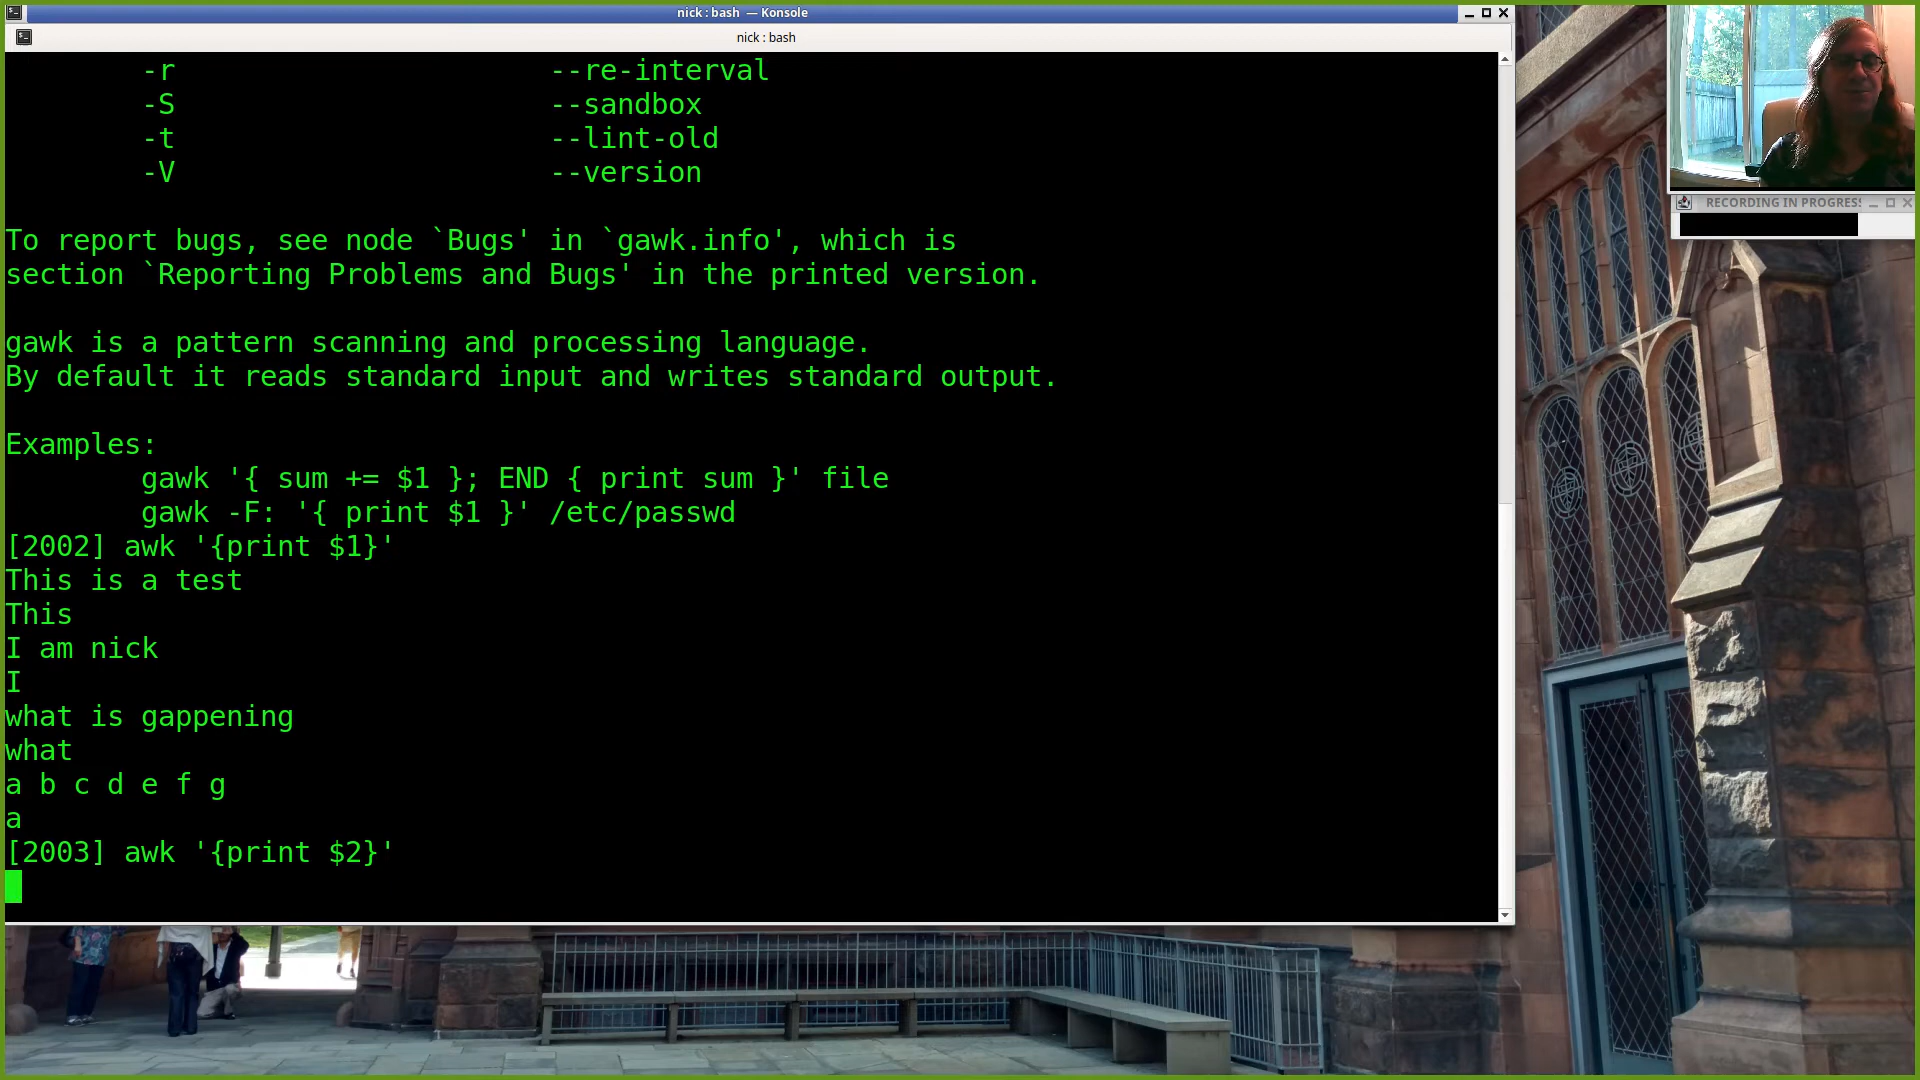 nick : bash — Konsole
nick : bash
-r --re-interval
-S --sandbox
-t --lint-old
-V --version
To report bugs, see node `Bugs' in `gawk.info', which is
section `Reporting Problems and Bugs' in the printed version.
gawk is a pattern scanning and processing language.
By default it reads standard input and writes standard output.
Examples:
gawk '{ sum += $1 }; END { print sum }' file
gawk -F: '{ print $1 }' /etc/passwd
[2002] awk '{print $1}'
This is a test
This
I am nick
I
what is gappening
what
a b c d e f g
a
[2003] awk '{print $2}'
RECORDING IN PROGRESS